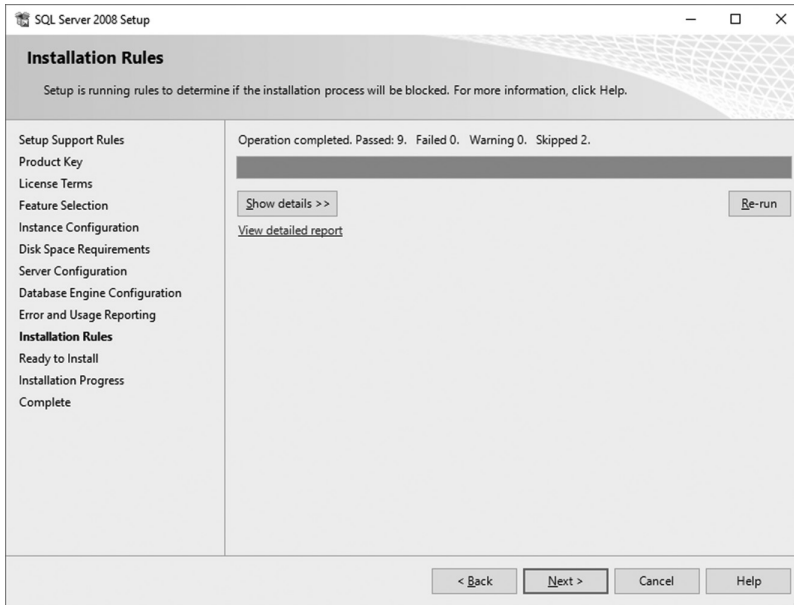 SQL Server 2008 Setup
Installation Rules
Setup is running rules to determine if the installation process will be blocked. For more information, click Help.
Setup Support Rules
Product Key
License Terms
Feature Selection
Instance Configuration
Disk Space Requirements
Server Configuration
Database Engine Configuration
Error and Usage Reporting
Installation Rules
Ready to Install
Installation Progress
Complete
Operation completed. Passed: 9. Failed 0. Warning 0. Skipped 2.
Show details >>
Re-run
View detailed report
< Back
Next >
Cancel
Help